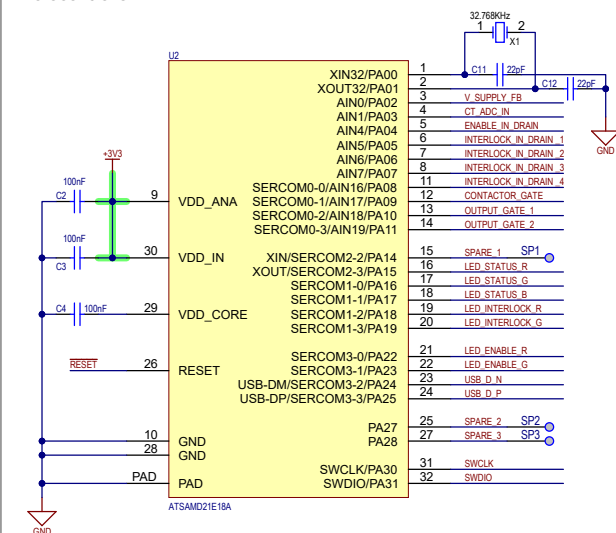 32.768KHz
1 2
X1
U2
XIN32/PA00 1 C11 22pF
XOUT32/PA01 2 C12 22pF
AIN0/PA02 3 V_SUPPLY_FB
AIN1/PA03 4 CT_ADC_IN
AIN4/PA04 5 ENABLE_IN_DRAIN
AIN5/PA05 6 INTERLOCK_IN_DRAIN_1
AIN6/PA06 7 INTERLOCK_IN_DRAIN_2
AIN7/PA07 8 INTERLOCK_IN_DRAIN_3
SERCOM0-0/AIN16/PA08 11 INTERLOCK_IN_DRAIN_4
SERCOM0-1/AIN17/PA09 12 CONTACTOR_GATE
SERCOM0-2/AIN18/PA10 13 OUTPUT_GATE_1
SERCOM0-3/AIN19/PA11 14 OUTPUT_GATE_2
GND
+3V3
100nF
C2
9 VDD_ANA
100nF
C3
30 VDD_IN
C4 100nF
29 VDD_CORE
XIN/SERCOM2-2/PA14 15 SPARE_1 SP1
XOUT/SERCOM2-3/PA15 16 LED_STATUS_R
SERCOM1-0/PA16 17 LED_STATUS_G
SERCOM1-1/PA17 18 LED_STATUS_B
SERCOM1-2/PA18 19 LED_INTERLOCK_R
SERCOM1-3/PA19 20 LED_INTERLOCK_G
RESET 26 RESET
SERCOM3-0/PA22 21 LED_ENABLE_R
SERCOM3-1/PA23 22 LED_ENABLE_G
USB-DM/SERCOM3-2/PA24 23 USB_D_N
USB-DP/SERCOM3-3/PA25 24 USB_D_P
PA27 25 SPARE_2 SP2
PA28 27 SPARE_3 SP3
10 GND
28 GND
PAD PAD
SWCLK/PA30 31 SWCLK
SWDIO/PA31 32 SWDIO
ATSAMD21E18A
GND